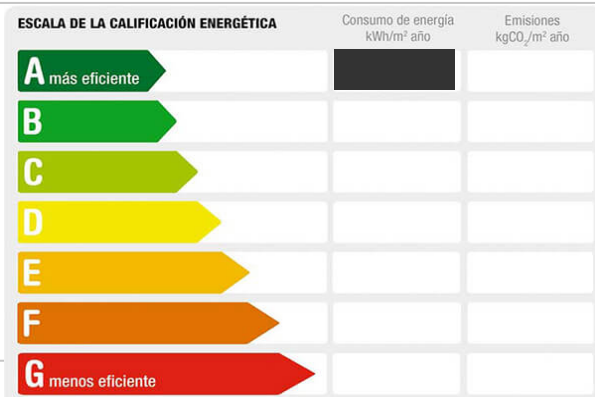 ESCALA DE LA CALIFICACIÓN ENERGÉTICA
Consumo de energía
kWh/m² año
Emisiones
kgCO₂/m² año
A más eficiente
B
C
D
E
F
G menos eficiente